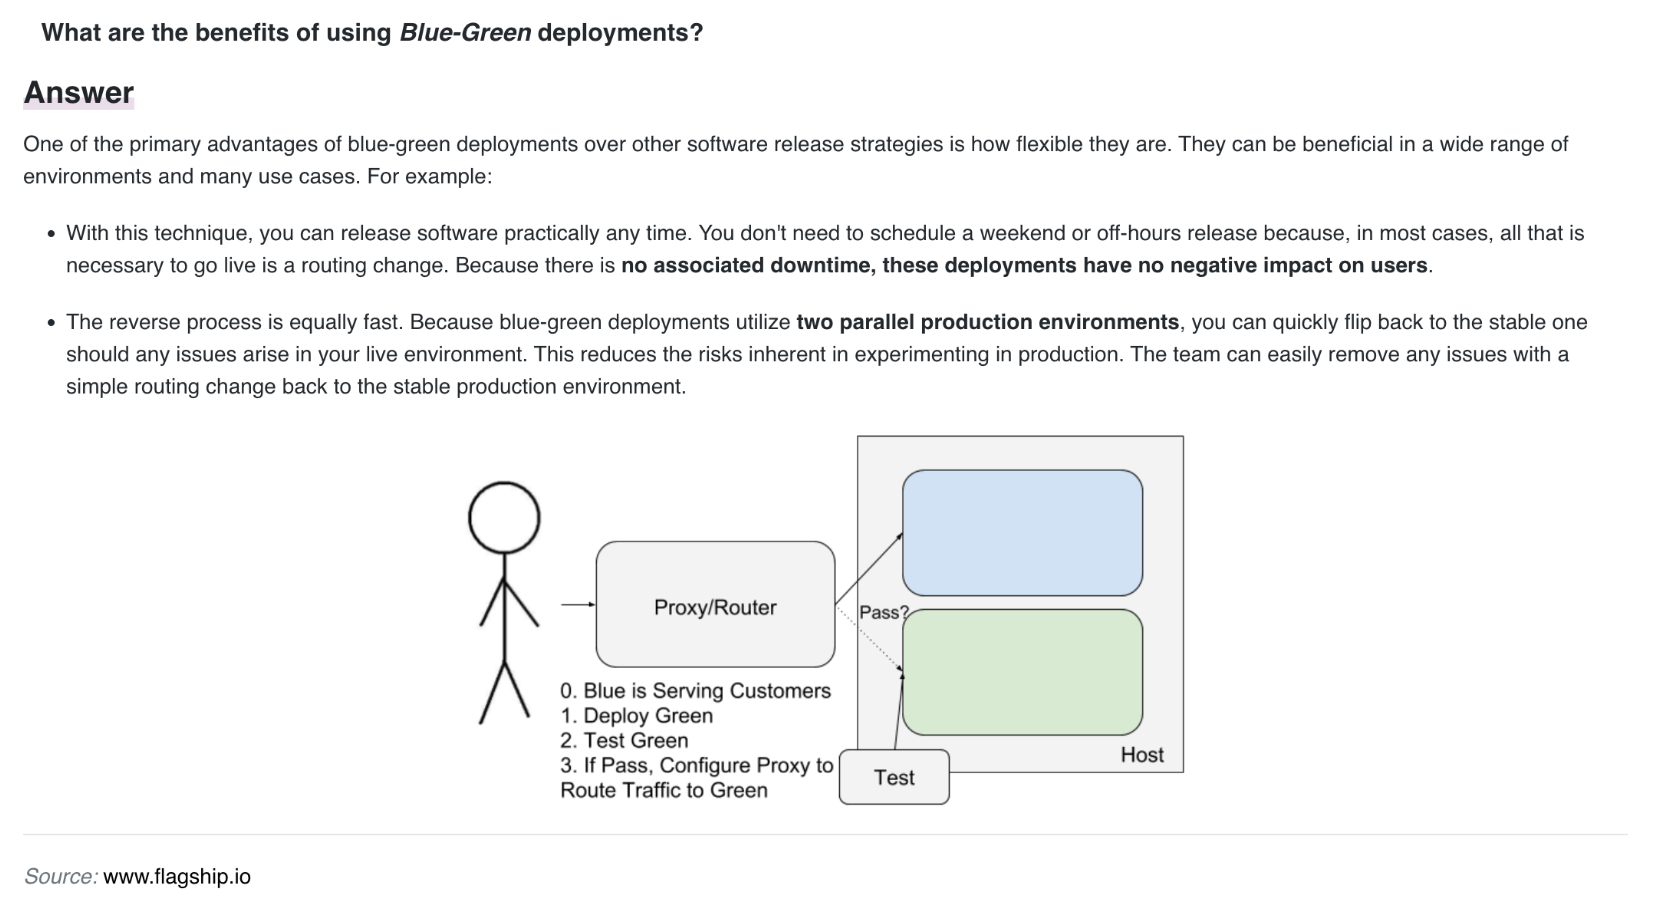 What are the benefits of using Blue-Green deployments?
Answer
One of the primary advantages of blue-green deployments over other software release strategies is how flexible they are. They can be beneficial in a wide range of
environments and many use cases. For example:
• With this technique, you can release software practically any time. You don't need to schedule a weekend or off-hours release because, in most cases, all that is
necessary to go live is a routing change. Because there is no associated downtime, these deployments have no negative impact on users.
• The reverse process is equally fast. Because blue-green deployments utilize two parallel production environments, you can quickly flip back to the stable one
should any issues arise in your live environment. This reduces the risks inherent in experimenting in production. The team can easily remove any issues with a
simple routing change back to the stable production environment.
Proxy/Router
Pass?
0. Blue is Serving Customers
1. Deploy Green
2. Test Green
3. If Pass, Configure Proxy to
Route Traffic to Green
Test
Host
Source: www.flagship.io